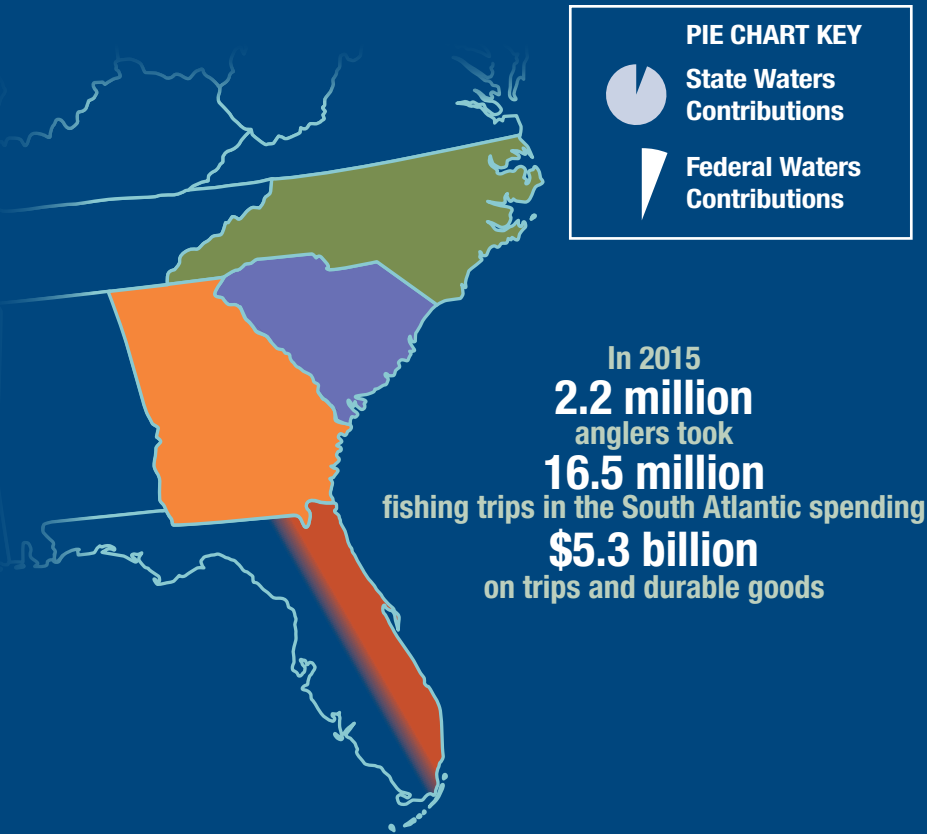 PIE CHART KEY
State Waters
Contributions
Federal Waters
Contributions
In 2015
2.2 million
anglers took
16.5 million
fishing trips in the South Atlantic spending
$5.3 billion
on trips and durable goods